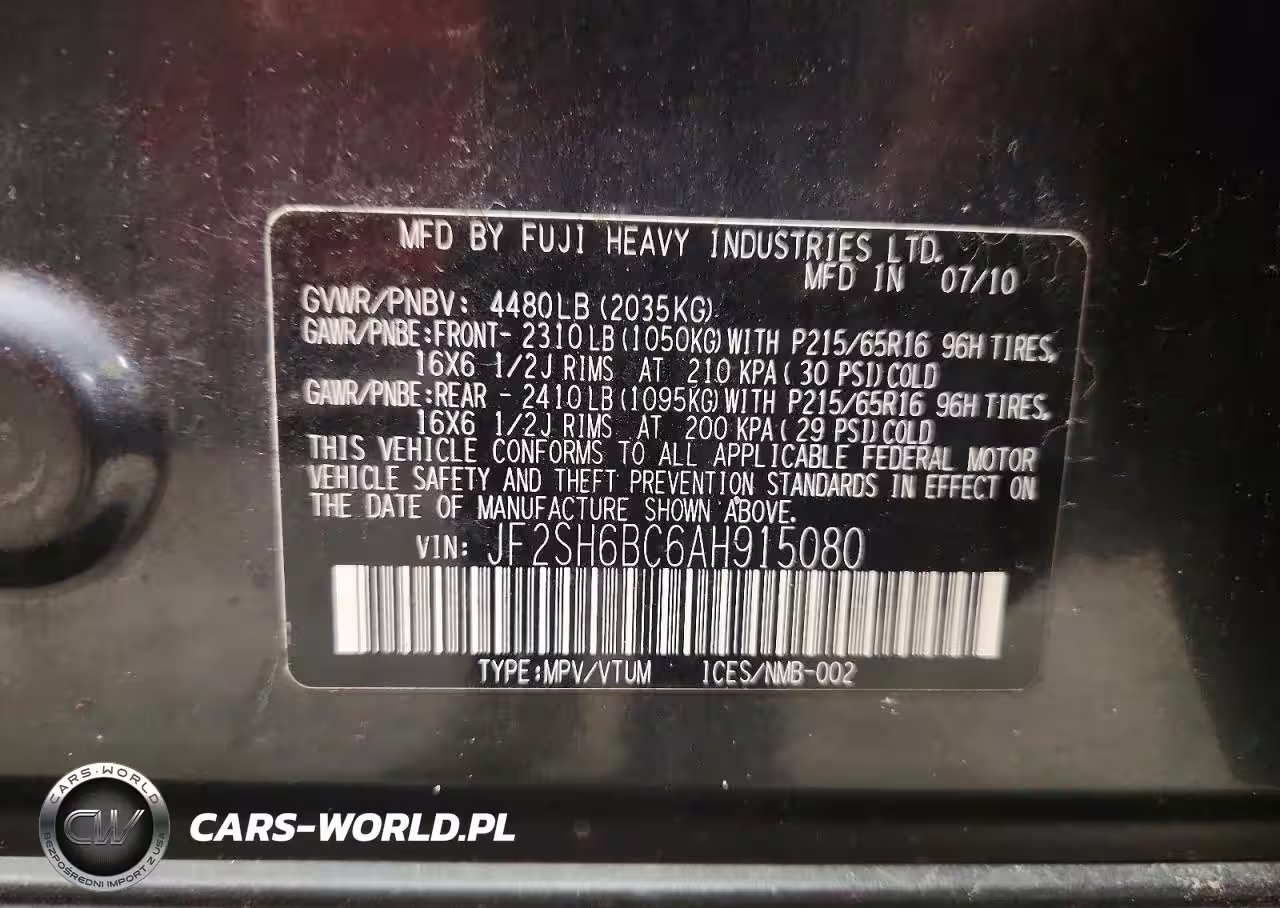 MFD BY FUJI HEAVY INDUSTRIES LTD.
MFD IN 07/10
GVWR/PNBV: 4480LB (2035KG)
GAWR/PNBE:FRONT- 2310LB (1050KG) WITH P215/65R16 96H TIRES,
16X6 1/2J RIMS AT 210 KPA( 30 PSI) COLD
GAWR/PNBE:REAR - 2410LB (1095KG) WITH P215/65R16 96H TIRES,
16X6 1/2J RIMS AT 200 KPA( 29 PSI) COLD
THIS VEHICLE CONFORMS TO ALL APPLICABLE FEDERAL MOTOR
VEHICLE SAFETY AND THEFT PREVENTION STANDARDS IN EFFECT ON
THE DATE OF MANUFACTURE SHOWN ABOVE.
VIN: JF2SH6BC6AH915080
TYPE:MPV/VTUM ICES/NMB-002
CARS-WORLD
CW
BEZPOŚREDNI IMPORT Z USA
CARS-WORLD.PL